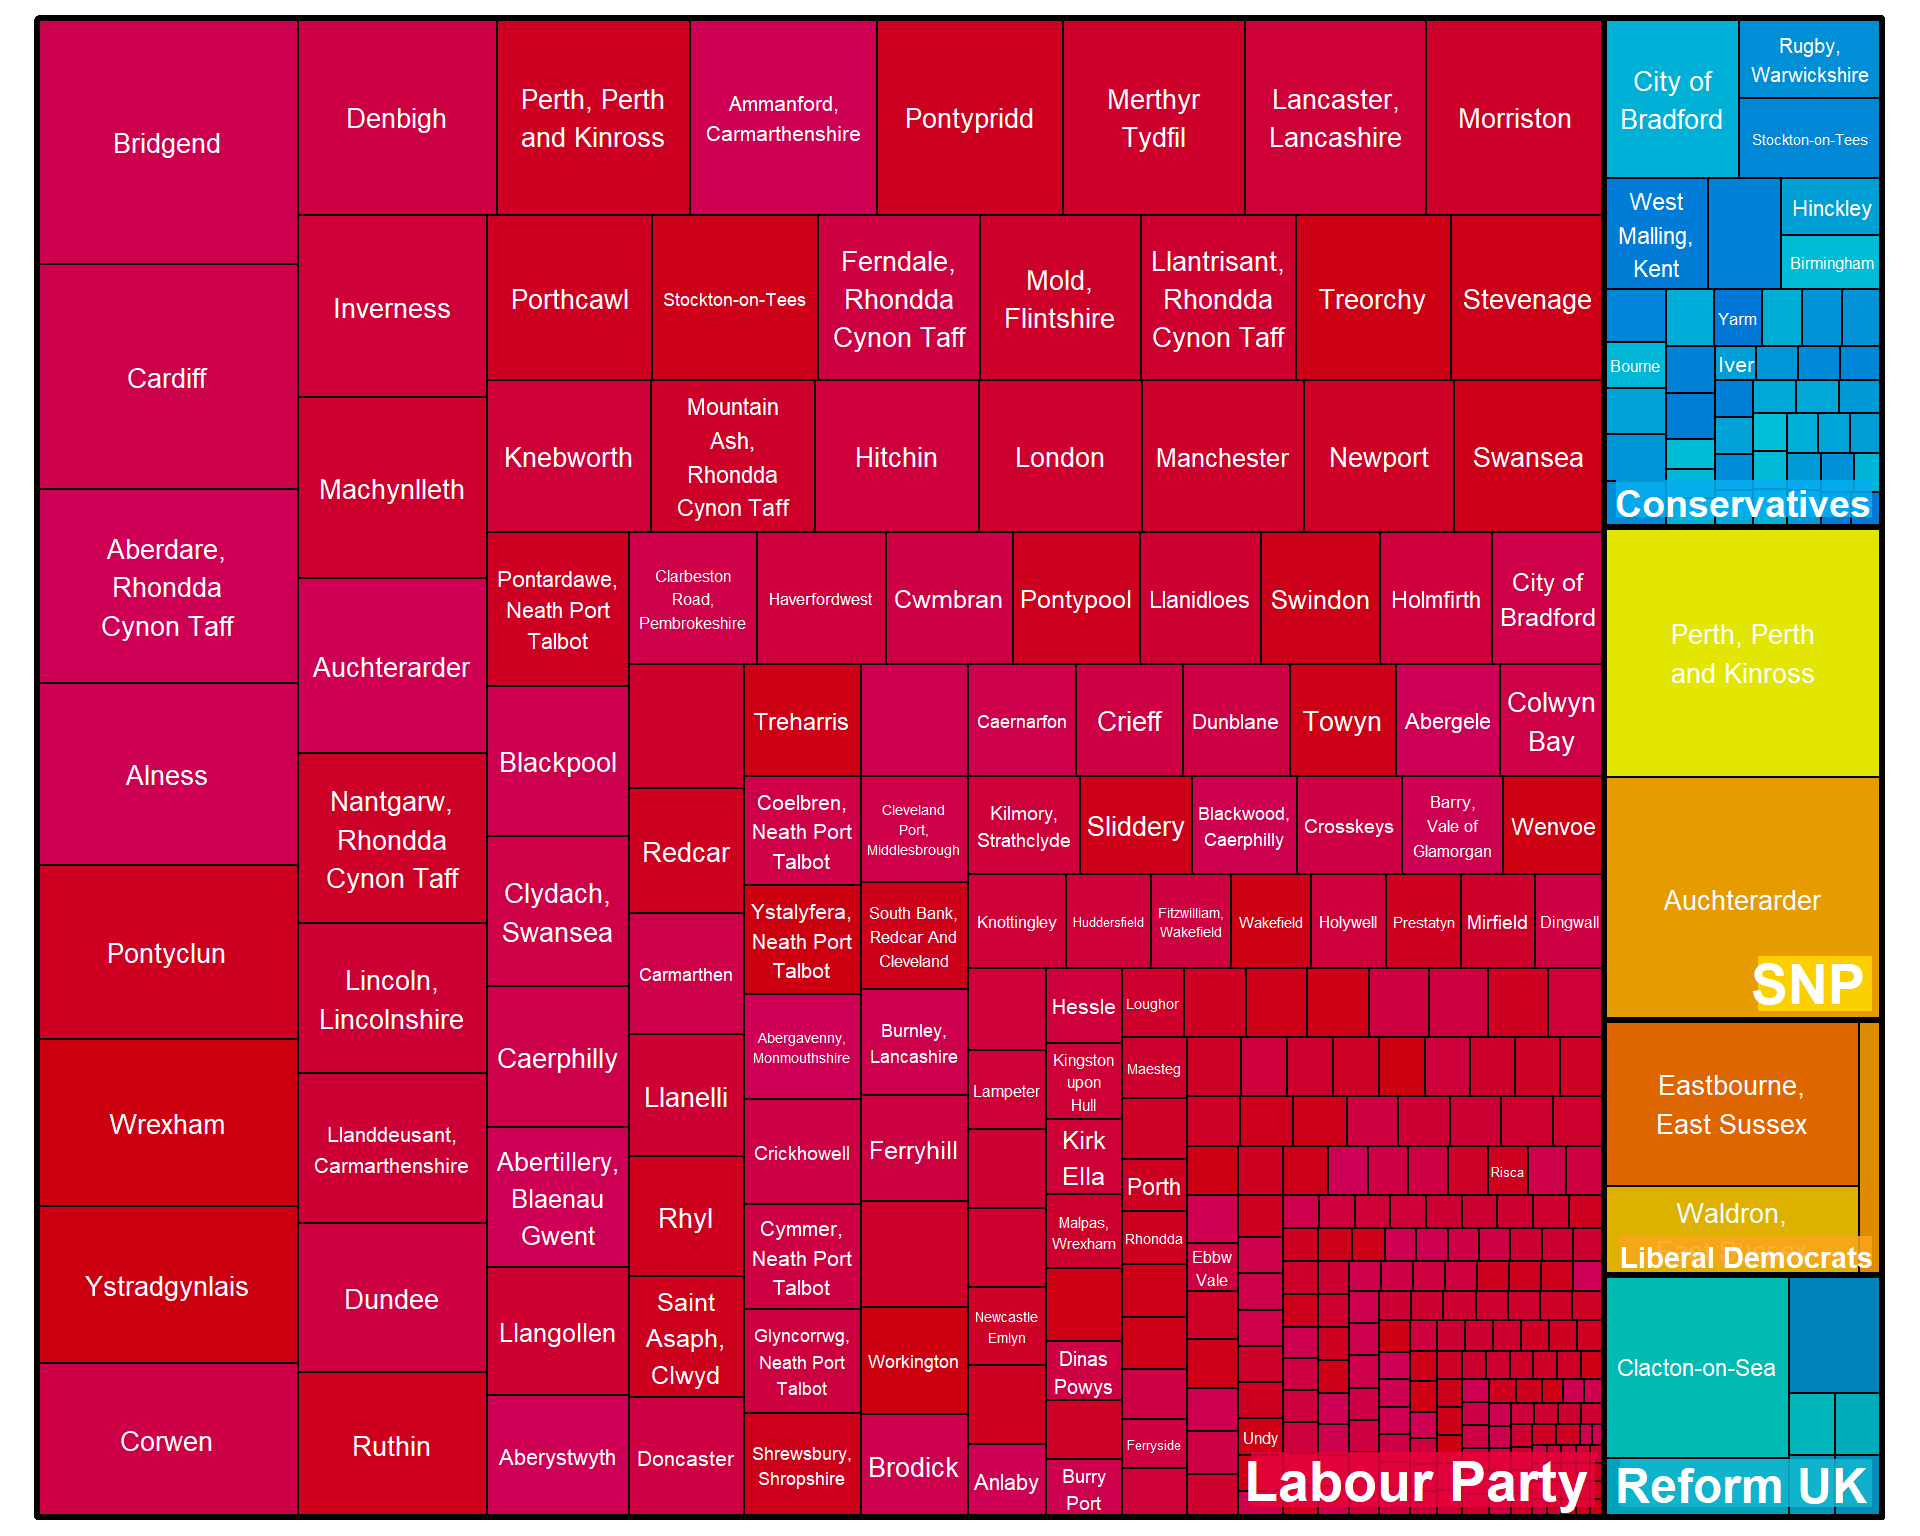 Bridgend
Cardiff
Aberdare,
Rhondda
Cynon Taff
Alness
Pontyclun
Wrexham
Ystradgynlais
Corwen
Denbigh
Inverness
Machynlleth
Auchterarder
Nantgarw,
Rhondda
Cynon Taff
Lincoln,
Lincolnshire
Llanddeusant,
Carmarthenshire
Dundee
Ruthin
Perth, Perth
and Kinross
Ammanford,
Carmarthenshire
Pontypridd
Merthyr
Tydfil
Lancaster,
Lancashire
Morriston
Porthcawl
Stockton-on-Tees
Ferndale,
Rhondda
Cynon Taff
Mold,
Flintshire
Llantrisant,
Rhondda
Cynon Taff
Treorchy
Stevenage
Knebworth
Mountain
Ash,
Rhondda
Cynon Taff
Hitchin
London
Manchester
Newport
Swansea
Pontardawe,
Neath Port
Talbot
Blackpool
Clydach,
Swansea
Caerphilly
Abertillery,
Blaenau
Gwent
Llangollen
Aberystwyth
Clarbeston
Road,
Pembrokeshire
Haverfordwest
Cwmbran
Pontypool
Llanidloes
Swindon
Holmfirth
City of
Bradford
Redcar
Carmarthen
Llanelli
Rhyl
Saint
Asaph,
Clwyd
Doncaster
Treharris
Coelbren,
Neath Port
Talbot
Ystalyfera,
Neath Port
Talbot
Abergavenny,
Monmouthshire
Crickhowell
Cymmer,
Neath Port
Talbot
Glyncorrwg,
Neath Port
Talbot
Shrewsbury,
Shropshire
Cleveland
Port,
Middlesbrough
South Bank,
Redcar And
Cleveland
Burnley,
Lancashire
Ferryhill
Workington
Brodick
Caernarfon
Crieff
Dunblane
Towyn
Abergele
Colwyn
Bay
Kilmory,
Strathclyde
Sliddery
Blackwood,
Caerphilly
Crosskeys
Barry,
Vale of
Glamorgan
Wenvoe
Knottingley
Huddersfield
Fitzwilliam,
Wakefield
Wakefield
Holywell
Prestatyn
Mirfield
Dingwall
Lampeter
Newcastle
Emlyn
Anlaby
Hessle
Kingston
upon
Hull
Kirk
Ella
Malpas,
Wrexham
Dinas
Powys
Burry
Port
Loughor
Maesteg
Porth
Rhondda
Ferryside
Ebbw
Vale
Risca
Undy
Labour Party
City of
Bradford
Rugby,
Warwickshire
Stockton-on-Tees
West
Malling,
Kent
Hinckley
Birmingham
Yarm
Bourne
Iver
Conservatives
Perth, Perth
and Kinross
Auchterarder
SNP
Eastbourne,
East Sussex
Waldron,
East Sussex
Liberal Democrats
Clacton-on-Sea
Reform UK